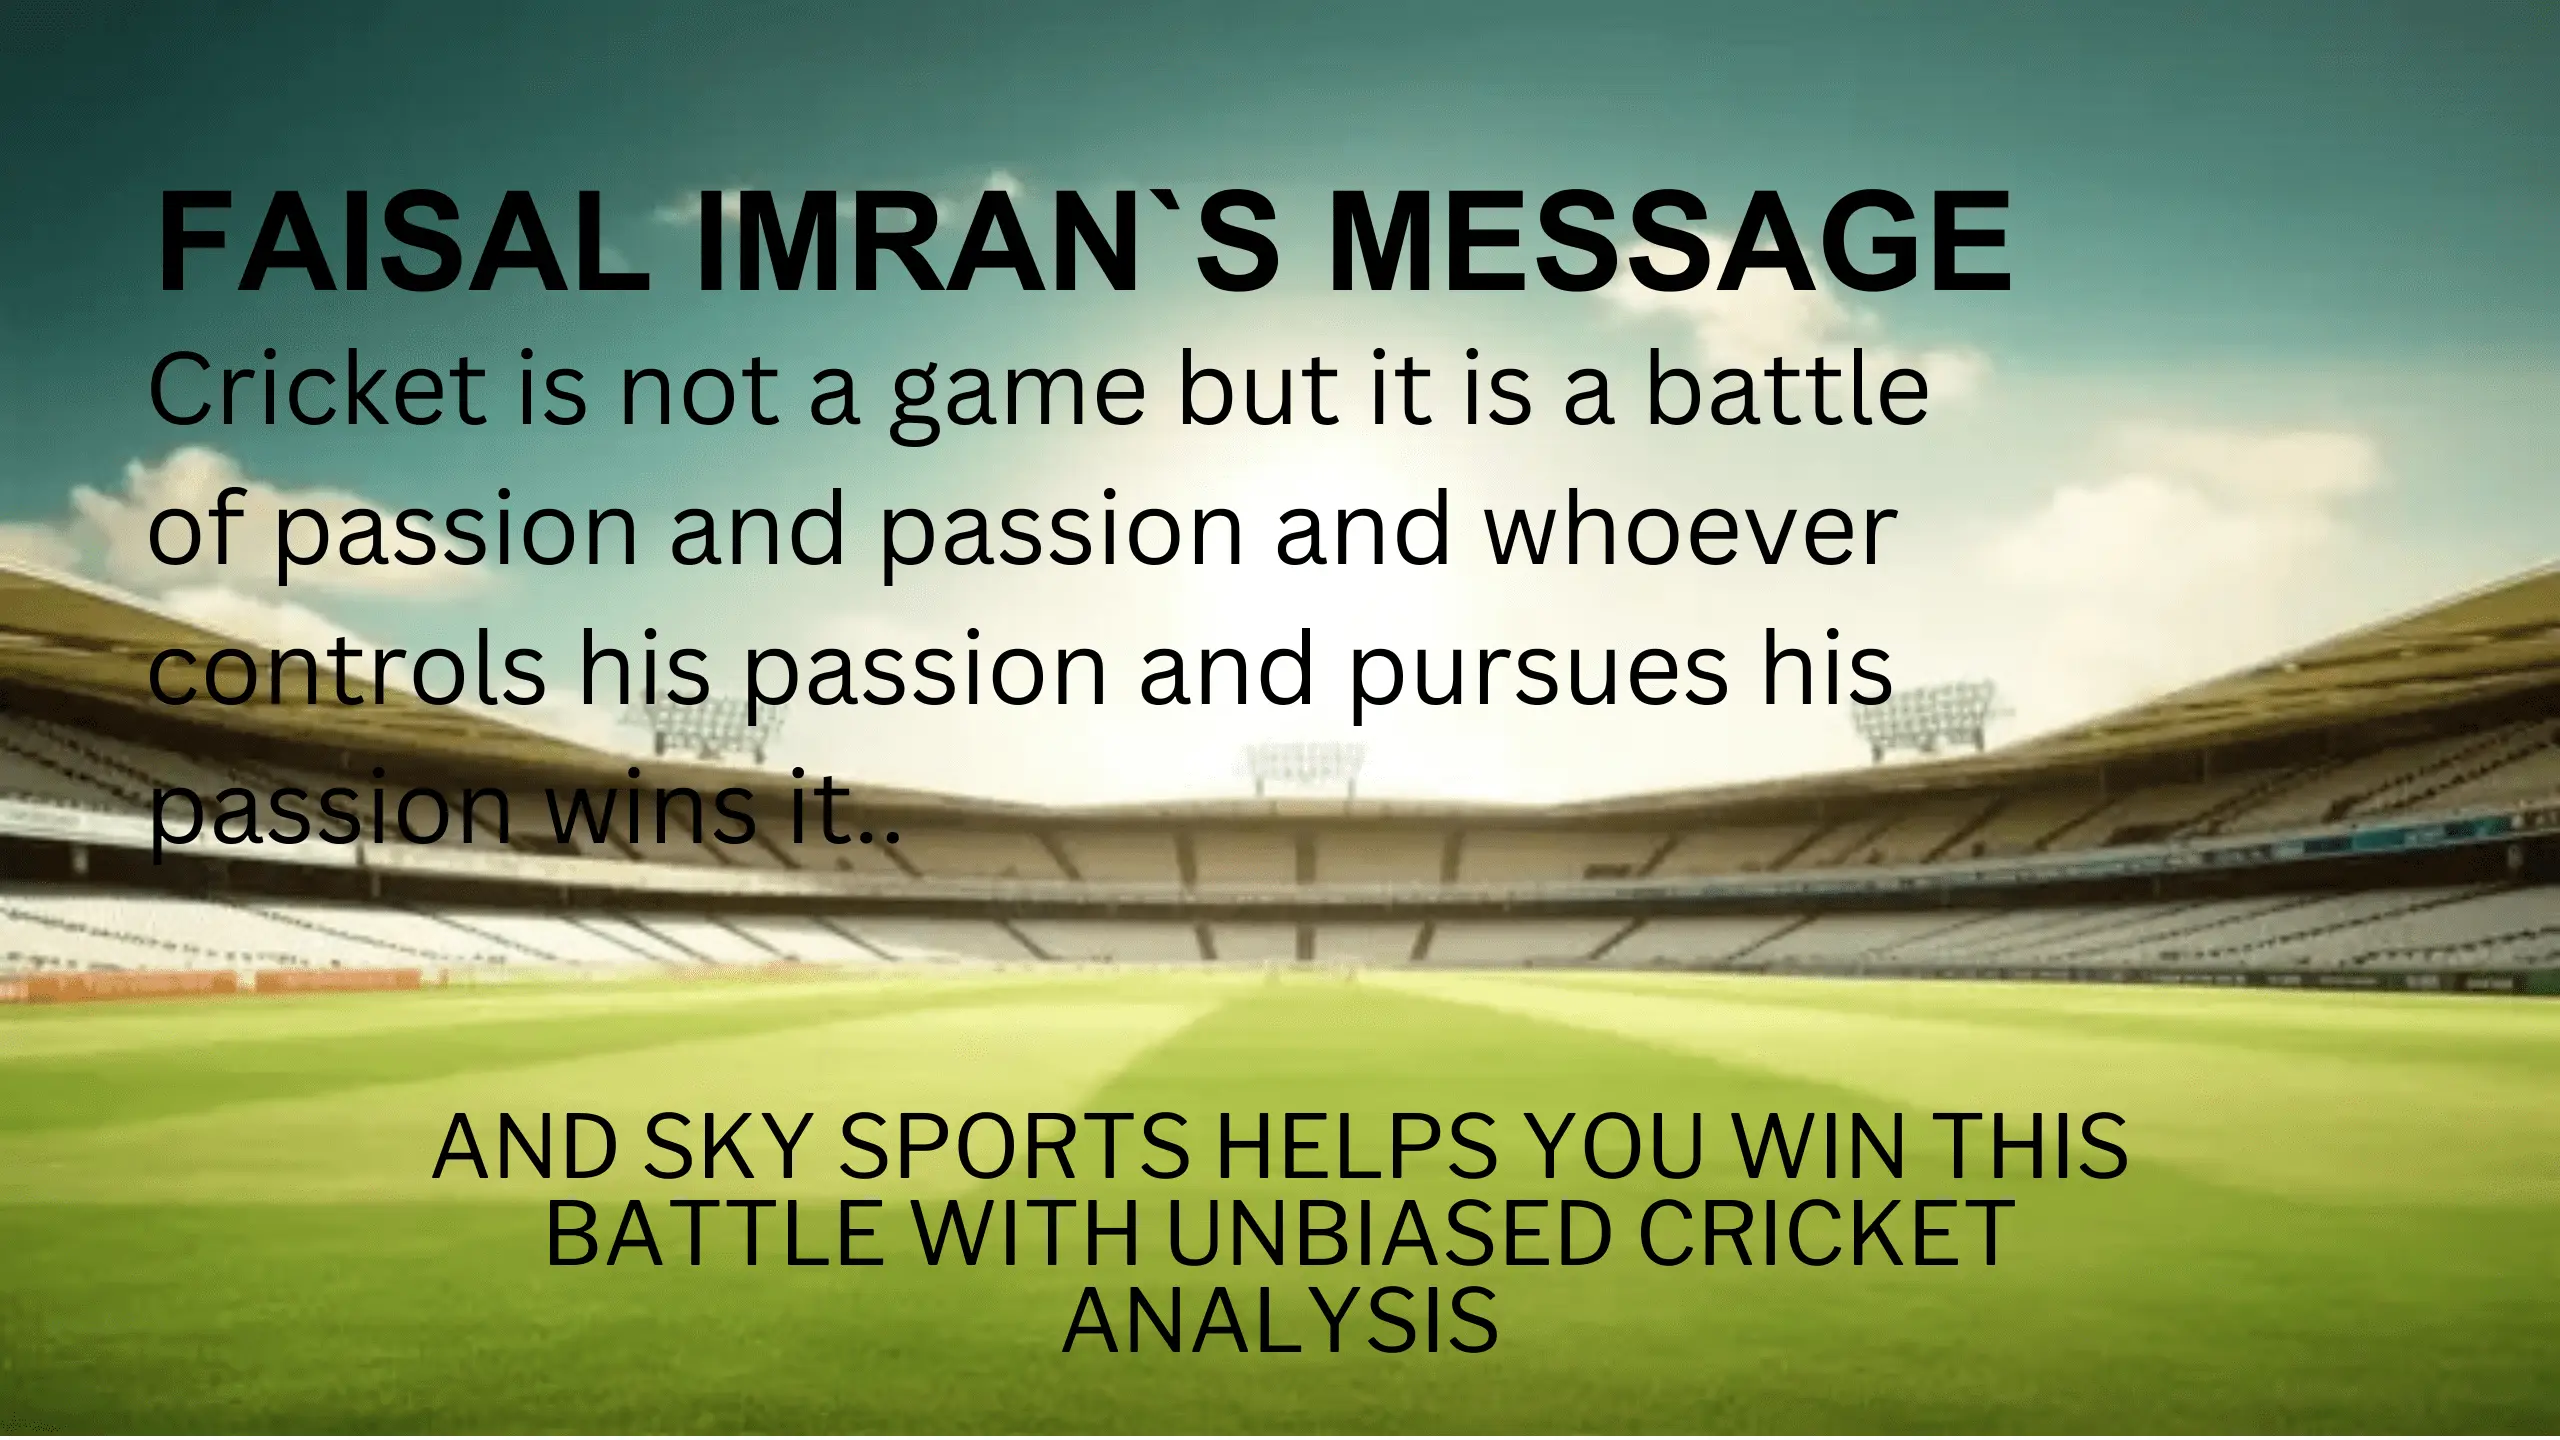 FAISAL IMRAN`S MESSAGE
Cricket is not a game but it is a battle
of passion and passion and whoever
controls his passion and pursues his
passion wins it..
AND SKY SPORTS HELPS YOU WIN THIS
BATTLE WITH UNBIASED CRICKET
ANALYSIS